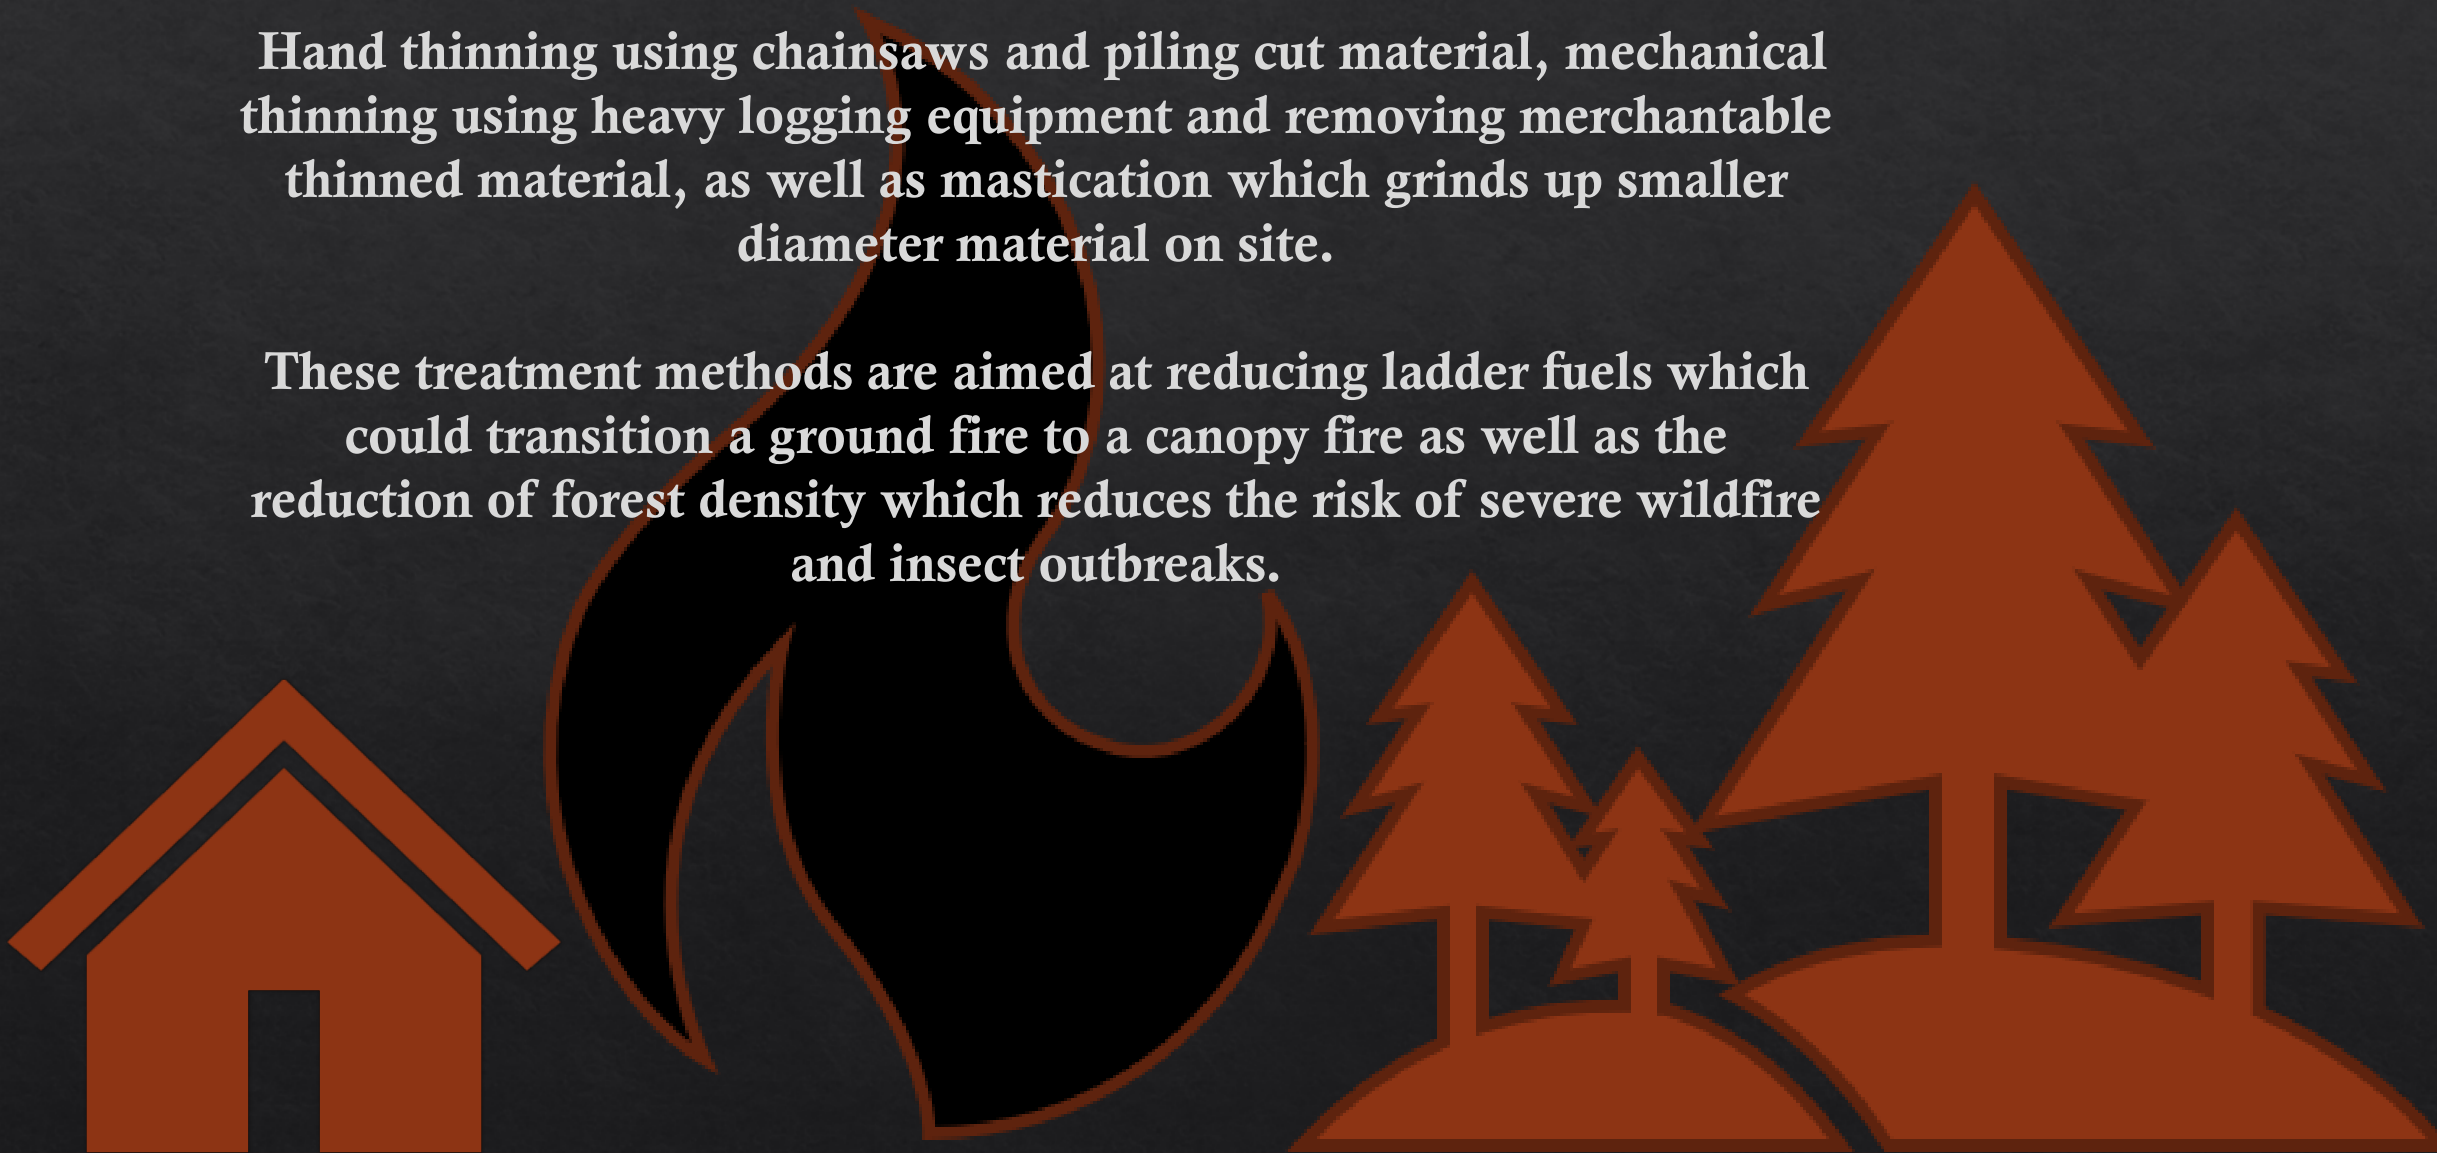 Hand thinning using chainsaws and piling cut material, mechanical
thinning using heavy logging equipment and removing merchantable
thinned material, as well as mastication which grinds up smaller
diameter material on site.
These treatment methods are aimed at reducing ladder fuels which
could transition a ground fire to a canopy fire as well as the
reduction of forest density which reduces the risk of severe wildfire
and insect outbreaks.